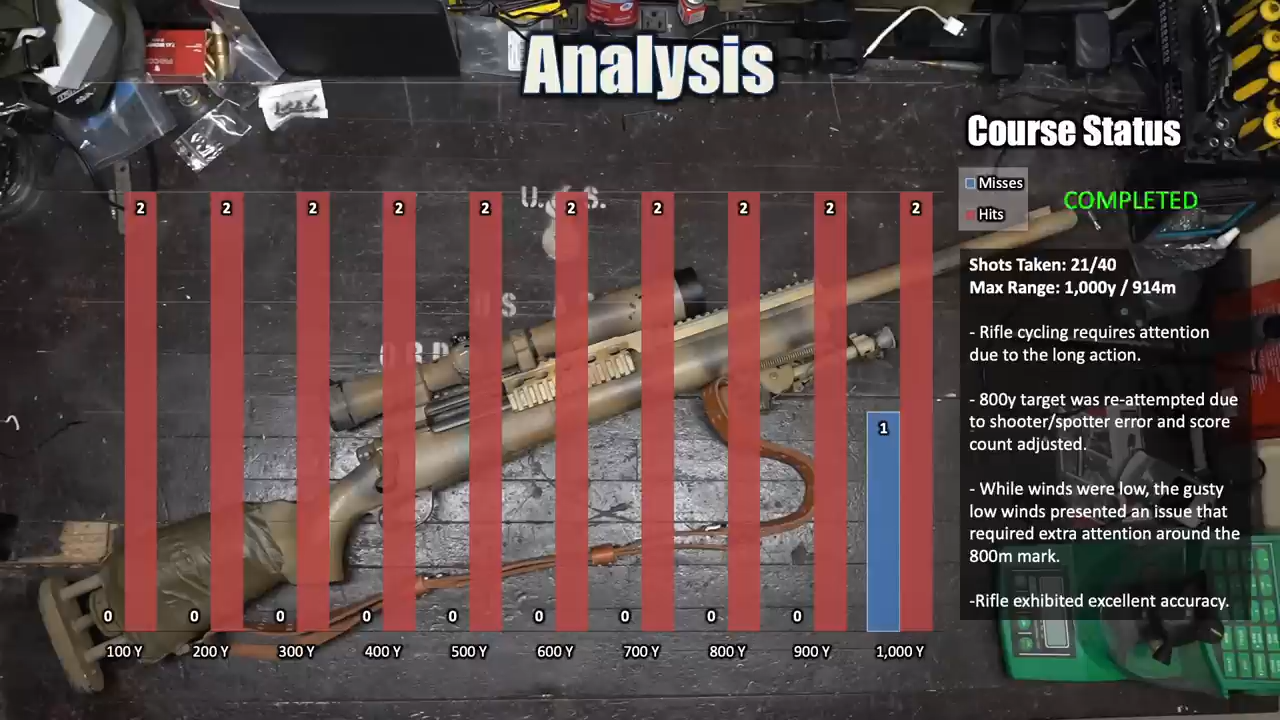 Analysis
Course Status
Misses
Hits
COMPLETED
2 2 2 2 2 2 2 2 2 2
U. S.
Shots Taken: 21/40
Max Range: 1,000y / 914m
- Rifle cycling requires attention
due to the long action.
- 800y target was re-attempted due
to shooter/spotter error and score
count adjusted.
- While winds were low, the gusty
low winds presented an issue that
required extra attention around the
800m mark.
-Rifle exhibited excellent accuracy.
1
0 0 0 0 0 0 0 0 0
100 Y 200 Y 300 Y 400 Y 500 Y 600 Y 700 Y 800 Y 900 Y 1,000 Y